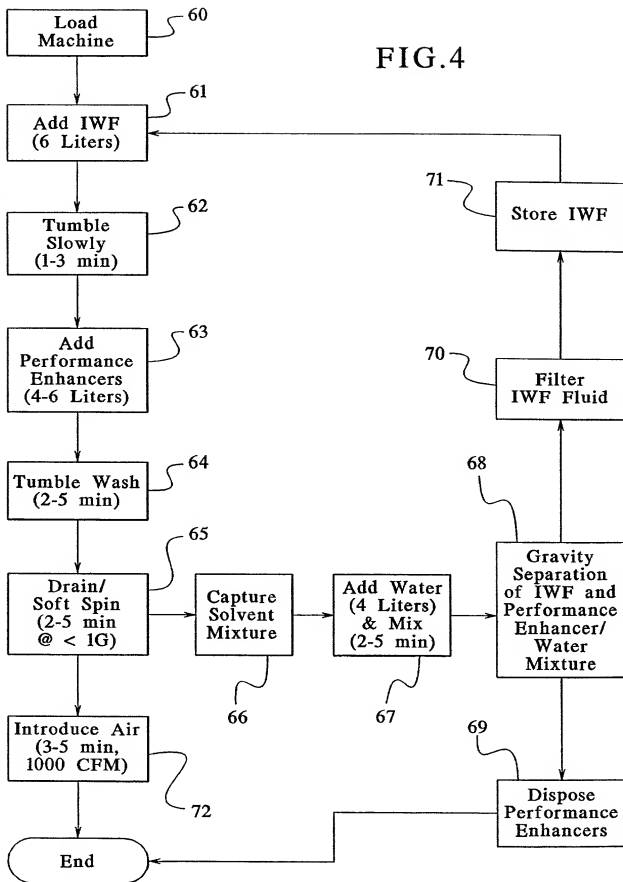 60
Load
Machine
FIG.4
61
Add IWF
(6 Liters)
62
Tumble
Slowly
(1-3 min)
63
Add
Performance
Enhancers
(4-6 Liters)
64
Tumble Wash
(2-5 min)
65
Drain/
Soft Spin
(2-5 min
@ < 1G)
Capture
Solvent
Mixture
66
Add Water
(4 Liters)
& Mix
(2-5 min)
67
68
Gravity
Separation
of IWF and
Performance
Enhancer/
Water
Mixture
70
Filter
IWF Fluid
71
Store IWF
69
Dispose
Performance
Enhancers
Introduce Air
(3-5 min,
1000 CFM)
72
End